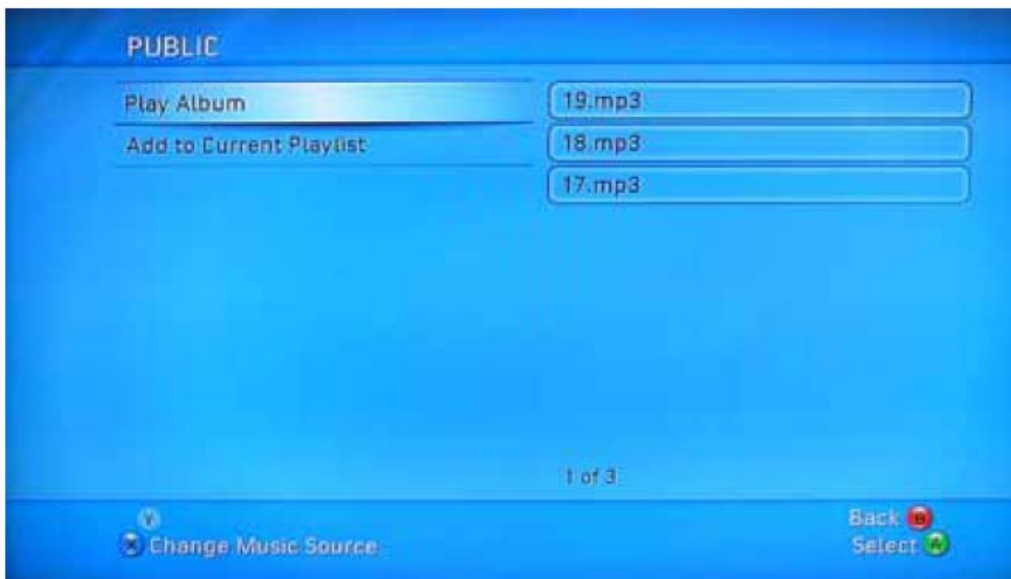 PUBLIC
Play Album
Add to Current Playlist
19.mp3
18.mp3
17.mp3
1 of 3
Y
X Change Music Source
Back B
Select A